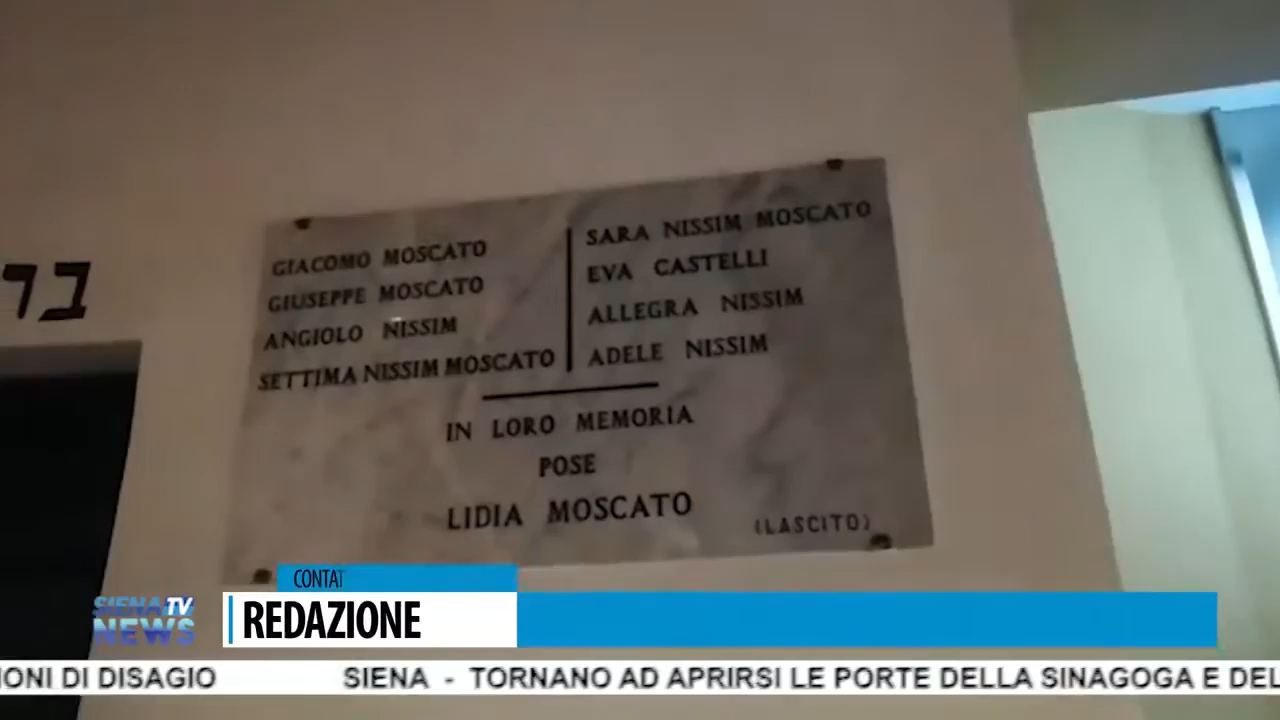 GIACOMO MOSCATO
GIUSEPPE MOSCATO
ANGIOLO NISSIM
SETTIMA NISSIM MOSCATO
SARA NISSIM MOSCATO
EVA CASTELLI
ALLEGRA NISSIM
ADELE NISSIM
IN LORO MEMORIA
POSE
LIDIA MOSCATO
(LASCITO)
CONTAT
REDAZIONE
SIENA TV
NEWS
IONI DI DISAGIO SIENA - TORNANO AD APRIRSI LE PORTE DELLA SINAGOGA E DEL